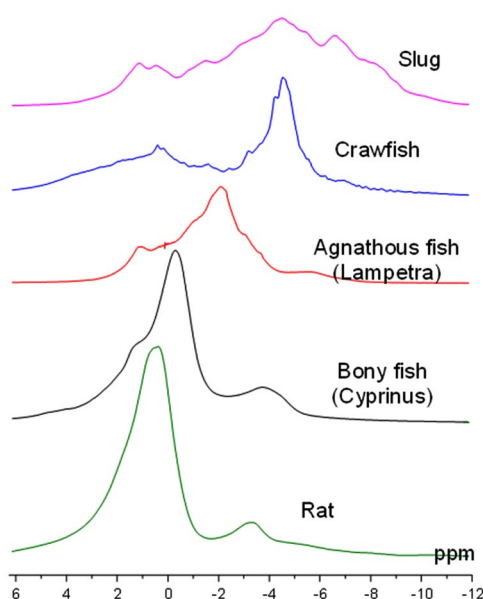 Slug
Crawfish
Agnathous fish
(Lampetra)
Bony fish
(Cyprinus)
Rat
ppm
6 4 2 0 -2 -4 -6 -8 -10 -12